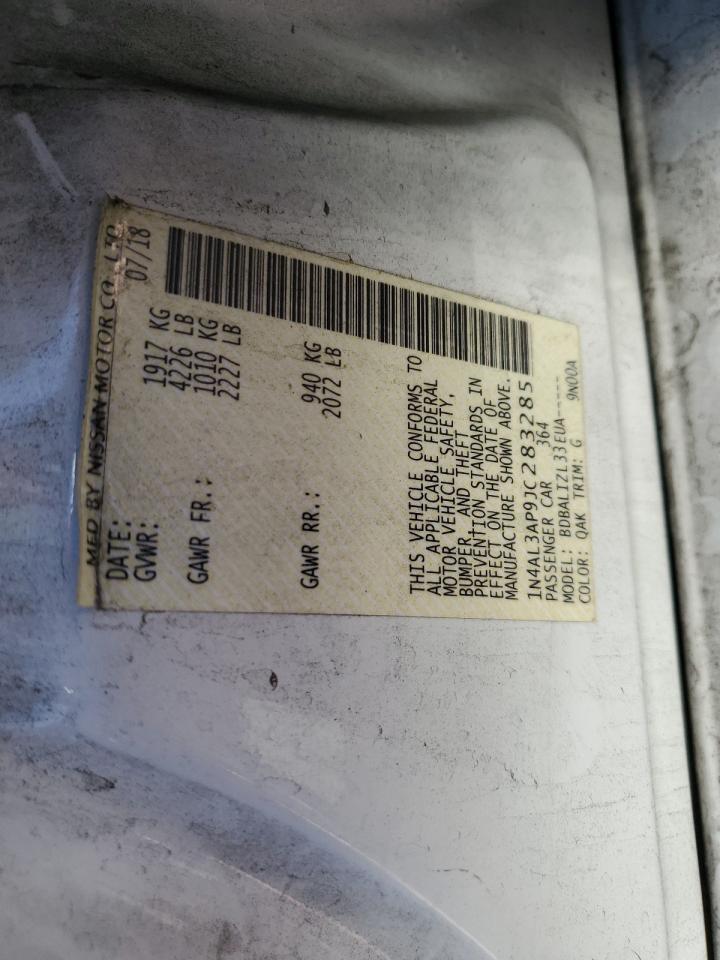 MFD BY NISSAN MOTOR CO., LTD.
DATE: 07/18
GVWR: 1917 KG
4226 LB
GAWR FR.: 1010 KG
2227 LB
GAWR RR.: 940 KG
2072 LB
THIS VEHICLE CONFORMS TO
ALL APPLICABLE FEDERAL
MOTOR VEHICLE SAFETY,
BUMPER, AND THEFT
PREVENTION STANDARDS IN
EFFECT ON THE DATE OF
MANUFACTURE SHOWN ABOVE.
1N4AL3AP9JC283285
PASSENGER CAR 364
MODEL: BDBALIZL33EUA-----
COLOR: QAK TRIM: G 9N00A